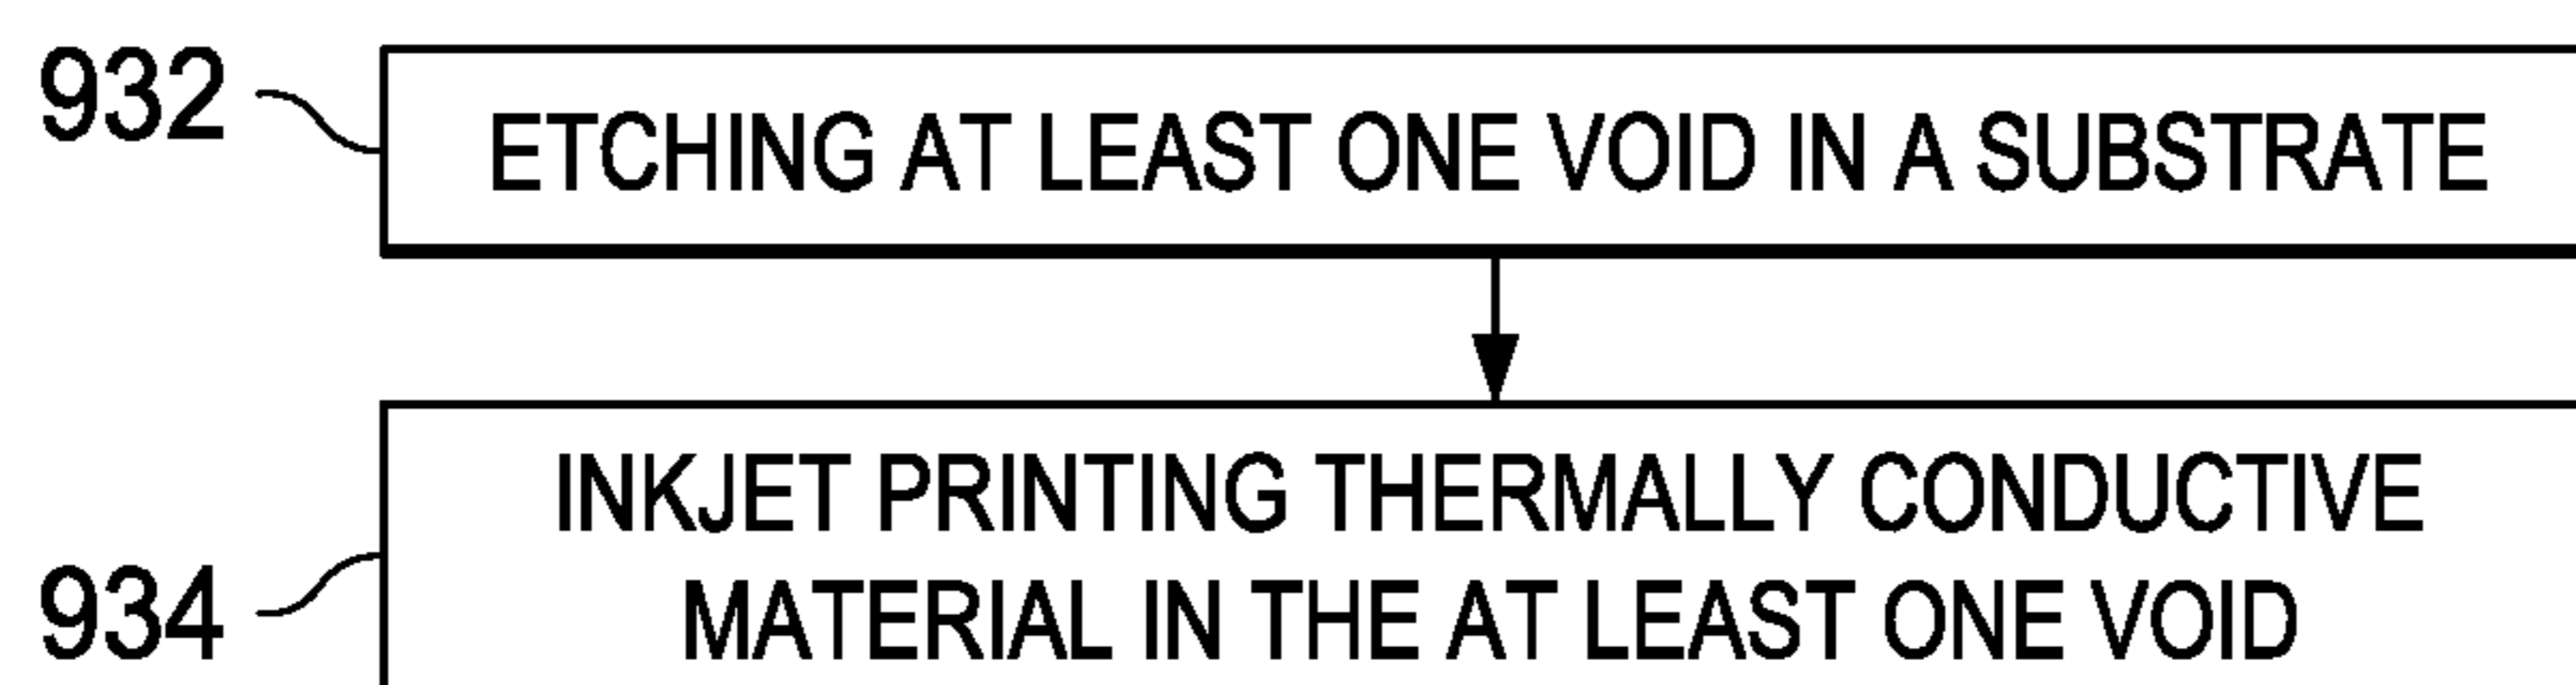 932
ETCHING AT LEAST ONE VOID IN A SUBSTRATE
INKJET PRINTING THERMALLY CONDUCTIVE
MATERIAL IN THE AT LEAST ONE VOID
934